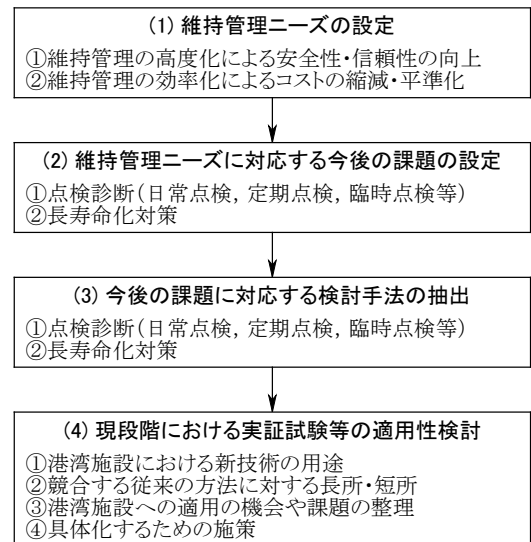 (1) 維持管理ニーズの設定
①維持管理の高度化による安全性・信頼性の向上
②維持管理の効率化によるコストの縮減・平準化
(2) 維持管理ニーズに対応する今後の課題の設定
①点検診断(日常点検, 定期点検, 臨時点検等)
②長寿命化対策
(3) 今後の課題に対応する検討手法の抽出
①点検診断(日常点検, 定期点検, 臨時点検等)
②長寿命化対策
(4) 現段階における実証試験等の適用性検討
①港湾施設における新技術の用途
②競合する従来の方法に対する長所・短所
③港湾施設への適用の機会や課題の整理
④具体化するための施策